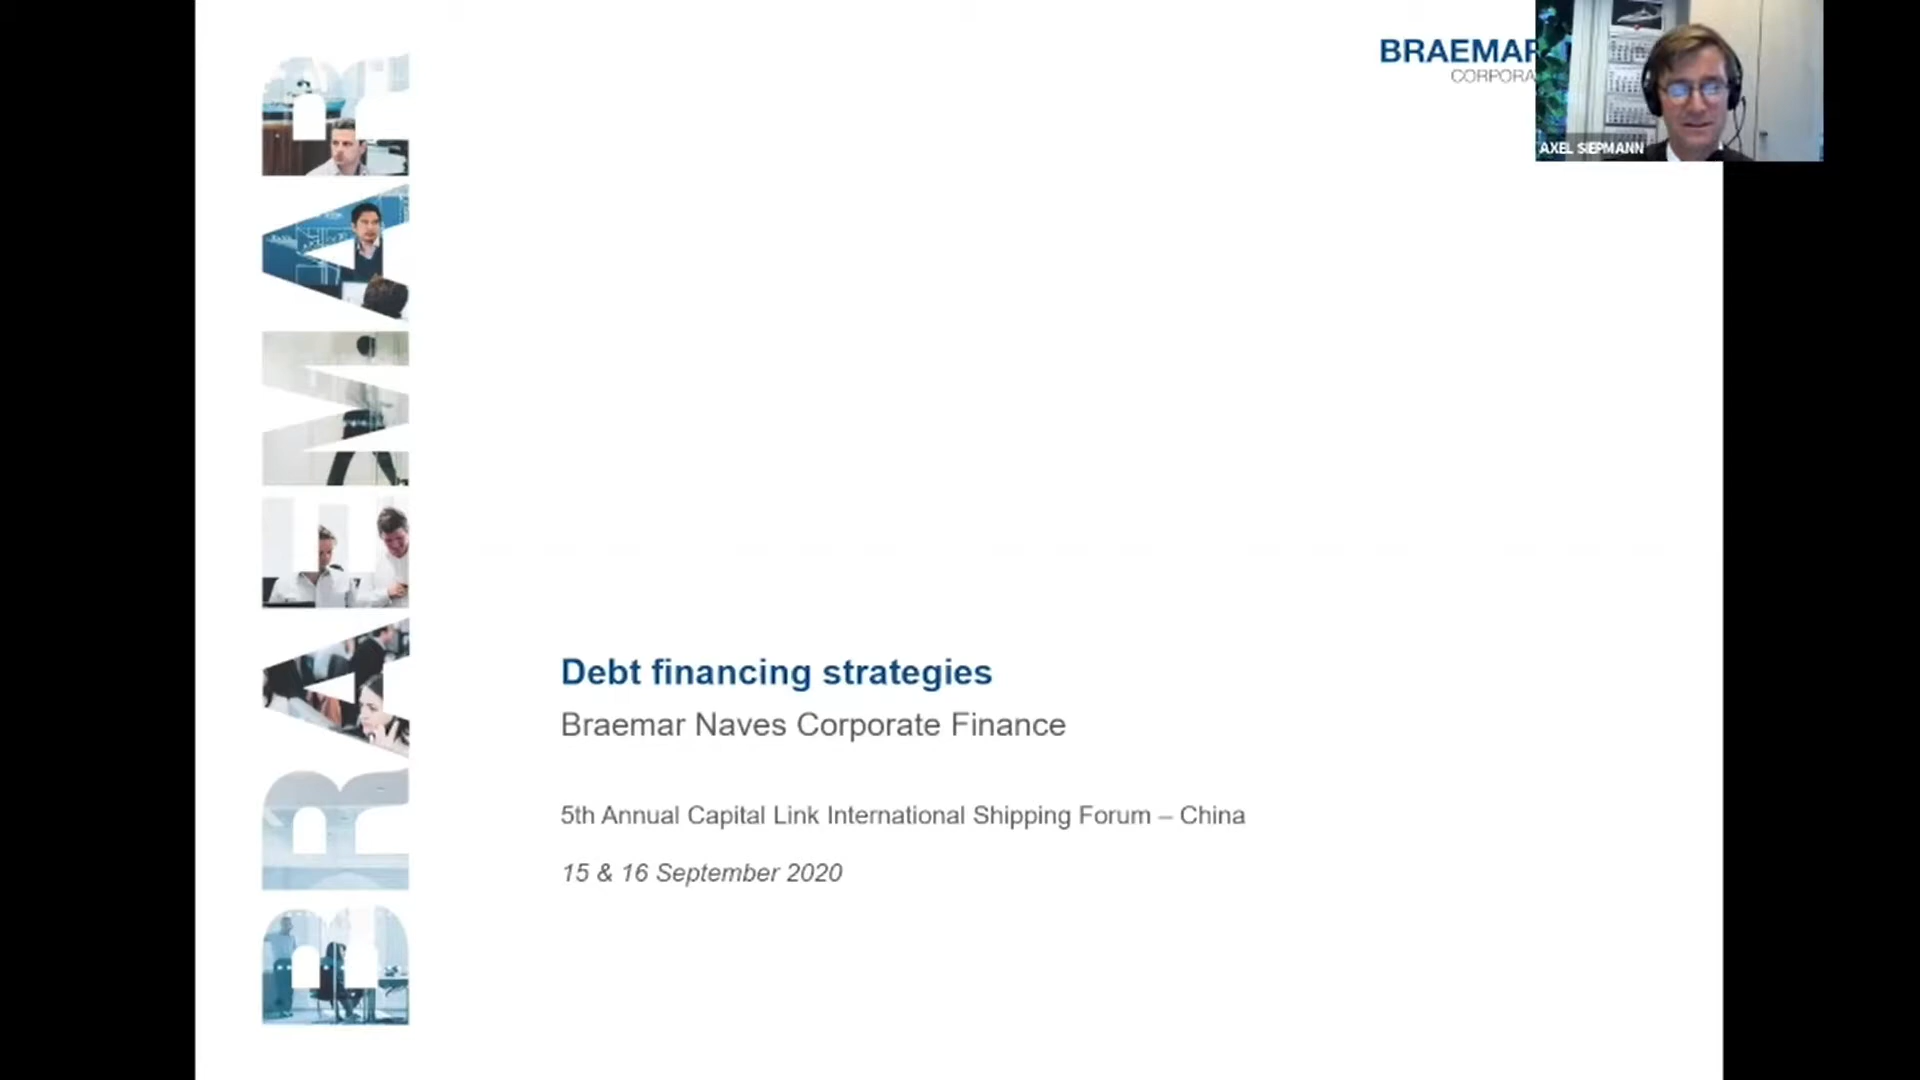 BRAEMAR
BRAEMAR
CORPORA
AXEL SIEPMANN
Debt financing strategies
Braemar Naves Corporate Finance
5th Annual Capital Link International Shipping Forum – China
15 & 16 September 2020